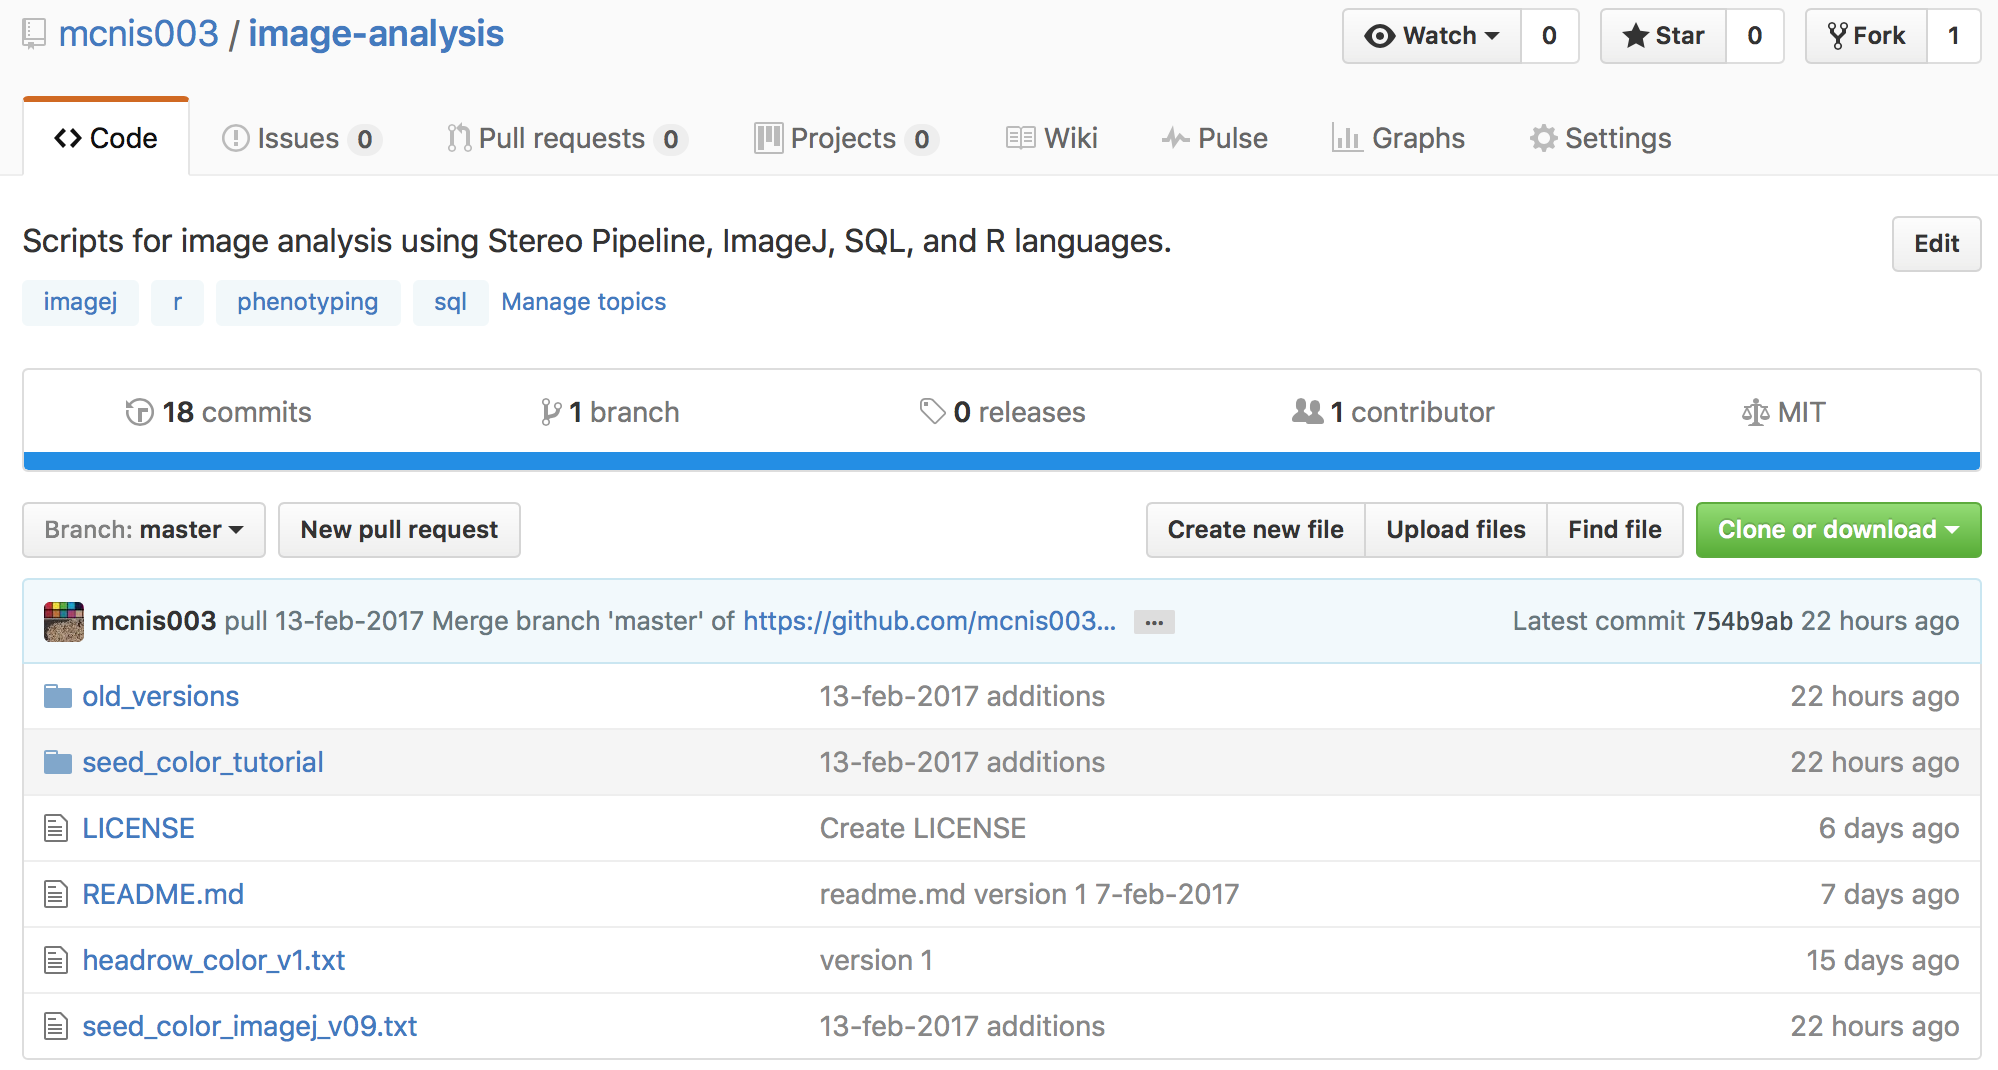 mcnis003 / image-analysis Watch 0 Star 0 Fork 1
Code Issues 0 Pull requests 0 Projects 0 Wiki Pulse Graphs Settings
Scripts for image analysis using Stereo Pipeline, ImageJ, SQL, and R languages. Edit
imagej r phenotyping sql Manage topics
18 commits 1 branch 0 releases 1 contributor MIT
Branch: master New pull request Create new file Upload files Find file Clone or download
mcnis003 pull 13-feb-2017 Merge branch 'master' of https://github.com/mcnis003... ... Latest commit 754b9ab 22 hours ago
old_versions 13-feb-2017 additions 22 hours ago
seed_color_tutorial 13-feb-2017 additions 22 hours ago
LICENSE Create LICENSE 6 days ago
README.md readme.md version 1 7-feb-2017 7 days ago
headrow_color_v1.txt version 1 15 days ago
seed_color_imagej_v09.txt 13-feb-2017 additions 22 hours ago